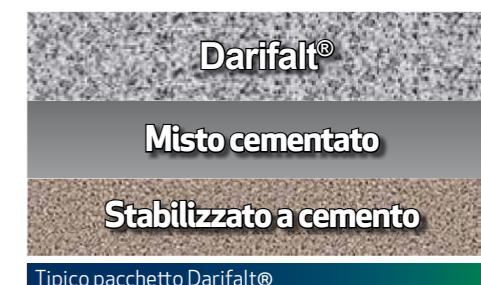 Darifalt®
Misto cementato
Stabilizzato a cemento
Tipico pacchetto Darifalt®